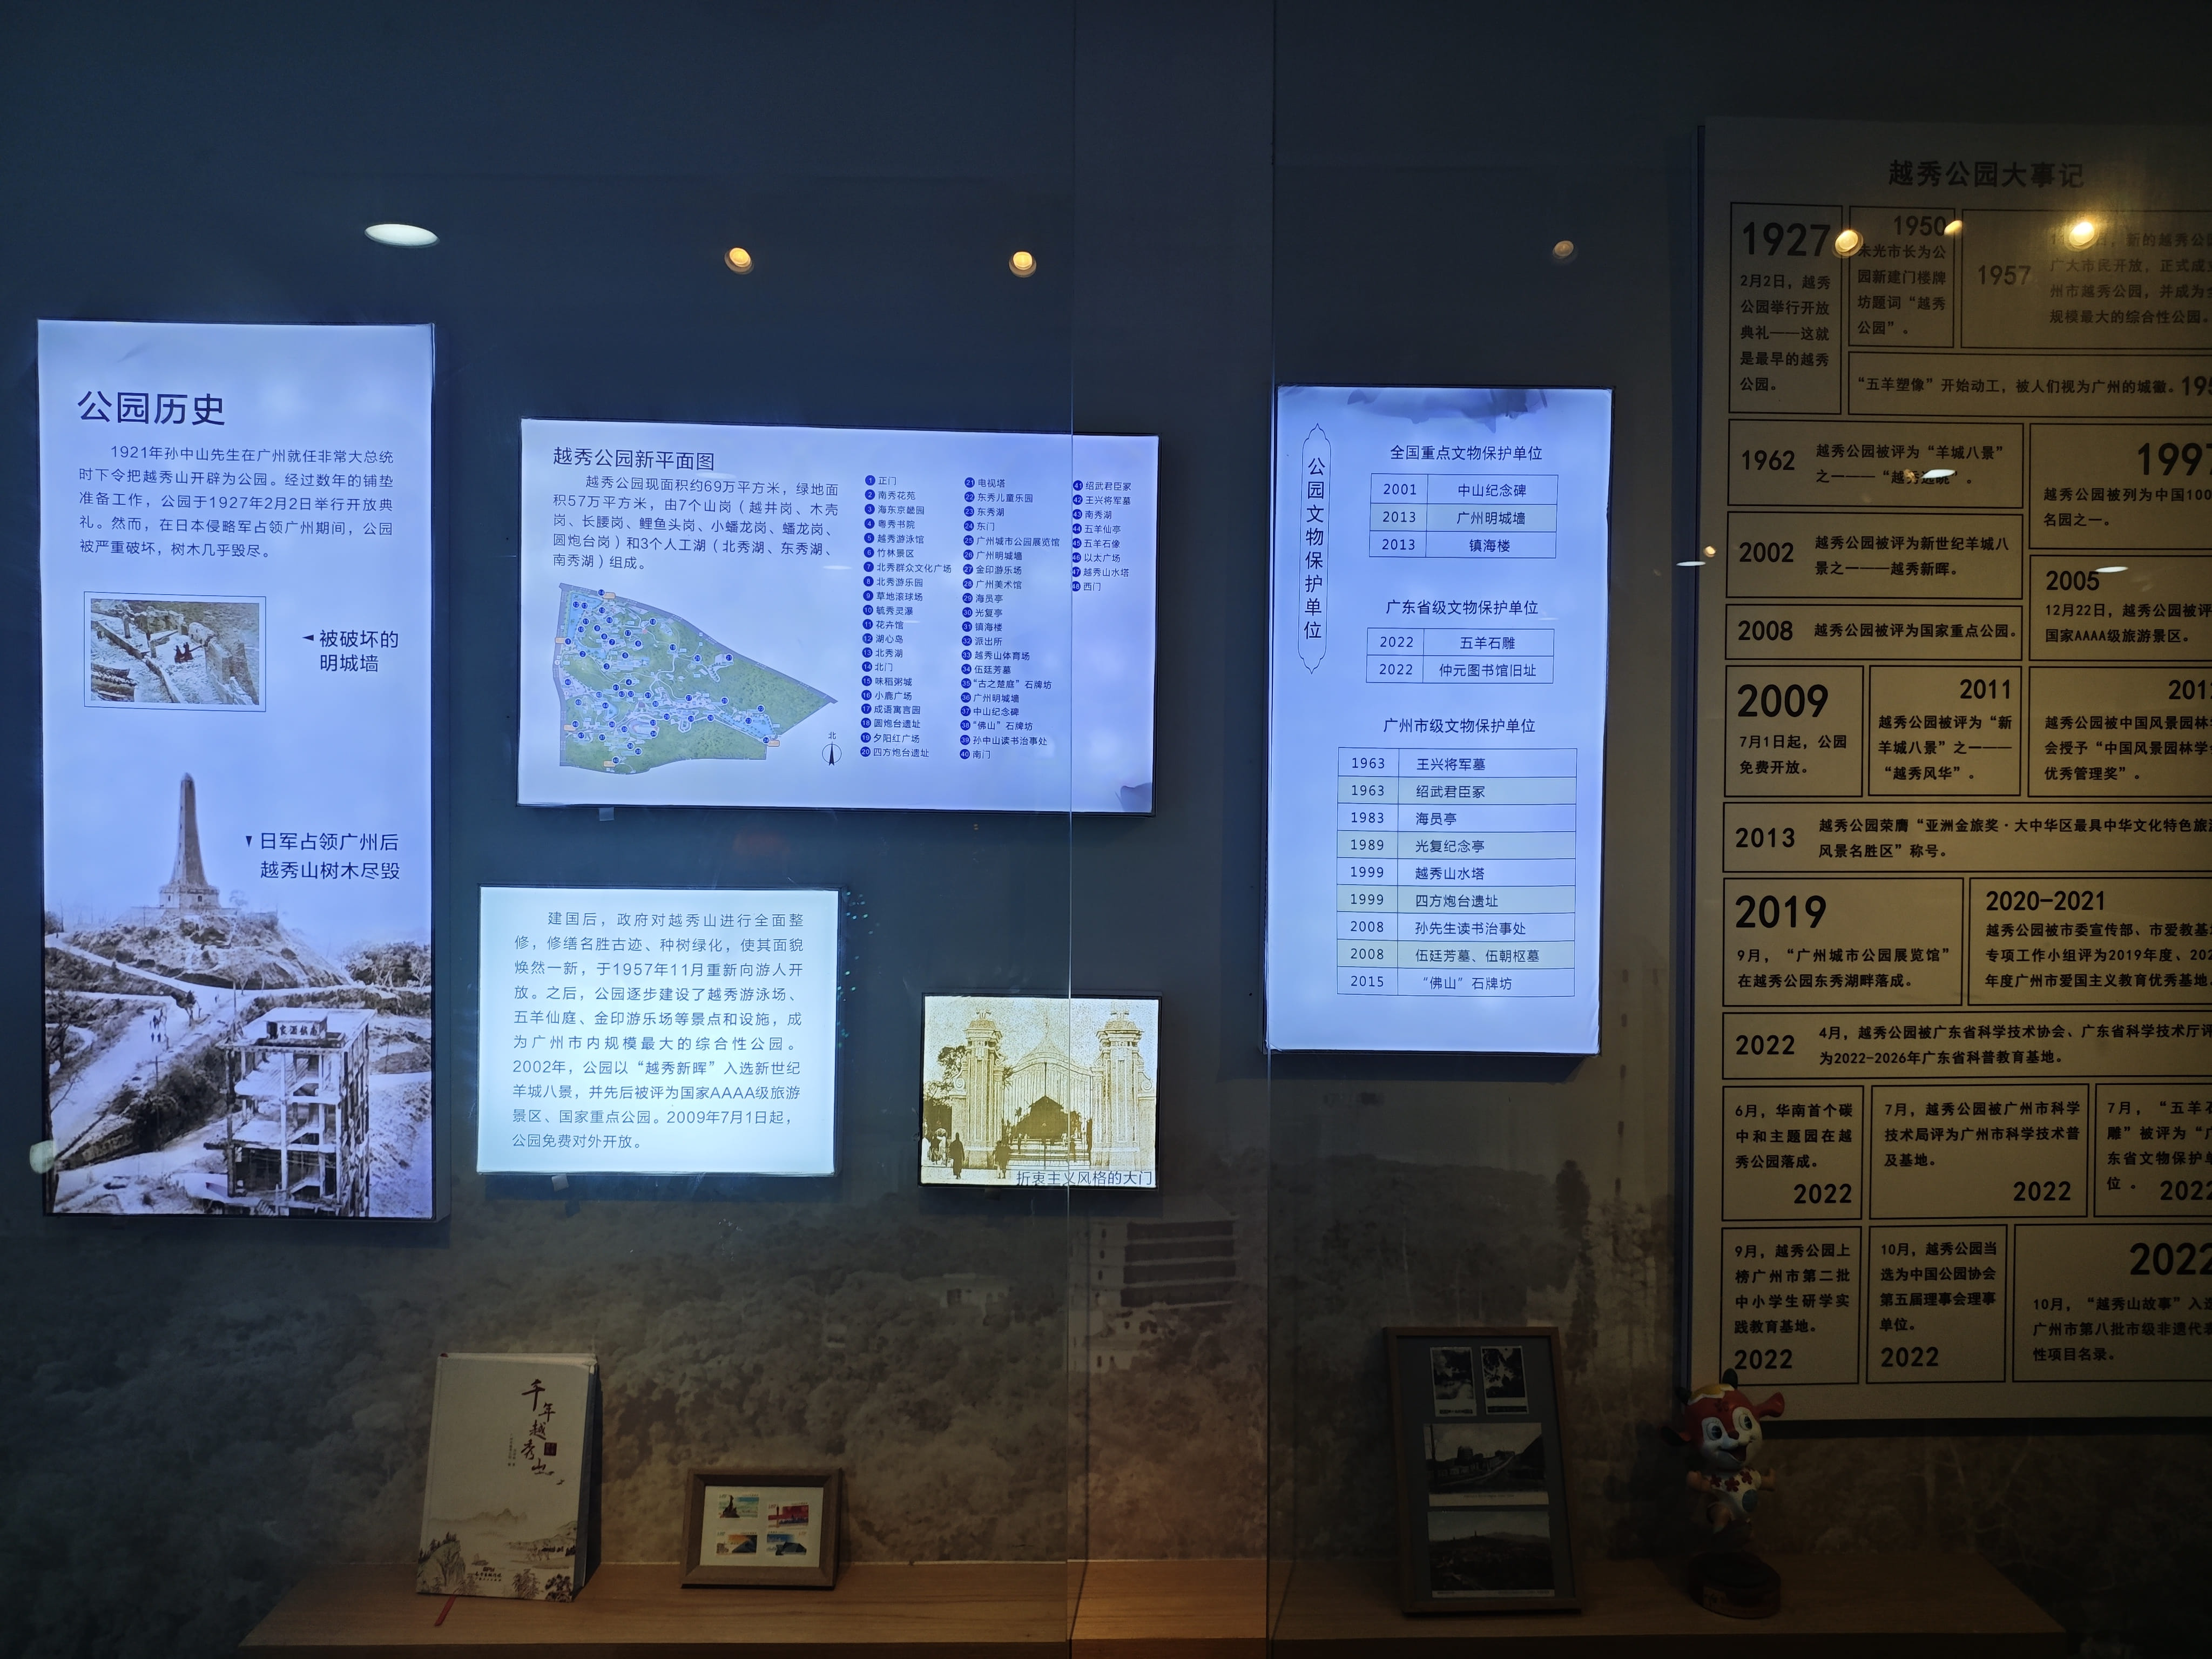 公园历史
1921年孙中山先生在广州就任非常大总统
时下令把越秀山开辟为公园。经过数年的铺垫
准备工作，公园于1927年2月2日举行开放典
礼。然而，在日本侵略军占领广州期间，公园
被严重破坏，树木几乎毁尽。
被破坏的
明城墙
日军占领广州后
越秀山树木尽毁
越秀公园新平面图
越秀公园现面积约69万平方米，绿地面
积57万平方米，由7个山岗（越井岗、木壳
岗、长腰岗、鲤鱼头岗、小蟠龙岗、蟠龙岗、
圆炮台岗）和3个人工湖（北秀湖、东秀湖、
南秀湖）组成。
北
1 正门
2 南秀花苑
3 海东京畿园
4 粤秀书院
5 越秀游泳馆
6 竹林景区
7 北秀群众文化广场
8 北秀游乐园
9 草地滚球场
10 毓秀灵瀑
11 花卉馆
12 湖心岛
13 北秀湖
14 北门
15 味稻粥城
16 小鹿广场
17 成语寓言园
18 圆炮台遗址
19 夕阳红广场
20 四方炮台遗址
21 电视塔
22 东秀儿童乐园
23 东秀湖
24 东门
25 广州城市公园展览馆
26 广州明城墙
27 金印游乐场
28 广州美术馆
29 海员亭
30 光复亭
31 镇海楼
32 派出所
33 越秀山体育场
34 伍廷芳墓
35 “古之楚庭”石牌坊
36 广州明城墙
37 中山纪念碑
38 “佛山”石牌坊
39 孙中山读书治事处
40 南门
41 绍武君臣冢
42 王兴将军墓
43 南秀湖
44 五羊仙亭
45 五羊石像
46 以太广场
47 越秀山水塔
48 西门
建国后，政府对越秀山进行全面整
修，修缮名胜古迹、种树绿化，使其面貌
焕然一新，于1957年11月重新向游人开
放。之后，公园逐步建设了越秀游泳场、
五羊仙庭、金印游乐场等景点和设施，成
为广州市内规模最大的综合性公园。
2002年，公园以“越秀新晖”入选新世纪
羊城八景，并先后被评为国家AAAA级旅游
景区、国家重点公园。2009年7月1日起，
公园免费对外开放。
折衷主义风格的大门
公园文物保护单位
全国重点文物保护单位
2001 中山纪念碑
2013 广州明城墙
2013 镇海楼
广东省级文物保护单位
2022 五羊石雕
2022 仲元图书馆旧址
广州市级文物保护单位
1963 王兴将军墓
1963 绍武君臣冢
1983 海员亭
1989 光复纪念亭
1999 越秀山水塔
1999 四方炮台遗址
2008 孙先生读书治事处
2008 伍廷芳墓、伍朝枢墓
2015 “佛山”石牌坊
越秀公园大事记
1927
2月2日，越秀
公园举行开放
典礼——这就
是最早的越秀
公园。
1950
朱光市长为公
园新建门楼牌
坊题词“越秀
公园”。
1957
日，新的越秀公
广大市民开放，正式成
州市越秀公园，并成为
规模最大的综合性公园。
“五羊塑像”开始动工，被人们视为广州的城徽。
1962
越秀公园被评为“羊城八景”
之一——“越秀远眺”。
1997
越秀公园被列为中国100
名园之一。
2002
越秀公园被评为新世纪羊城八
景之一——越秀新晖。
2005
12月22日，越秀公园被评
国家AAAA级旅游景区。
2008 越秀公园被评为国家重点公园。
2009
7月1日起，公园
免费开放。
2011
越秀公园被评为“新
羊城八景”之一——
“越秀风华”。
越秀公园被中国风景园林
会授予“中国风景园林学
优秀管理奖”。
2013
越秀公园荣膺“亚洲金旅奖·大中华区最具中华文化特色旅
风景名胜区”称号。
2019
9月，“广州城市公园展览馆”
在越秀公园东秀湖畔落成。
2020-2021
越秀公园被市委宣传部、市爱教基
专项工作小组评为2019年度、202
年度广州市爱国主义教育优秀基地。
2022
4月，越秀公园被广东省科学技术协会、广东省科学技术厅评
为2022-2026年广东省科普教育基地。
6月，华南首个碳
中和主题园在越
秀公园落成。
2022
7月，越秀公园被广州市科学
技术局评为广州市科学技术普
及基地。
2022
7月，“五羊石
雕”被评为“广
东省文物保护单
位。
2022
9月，越秀公园上
榜广州市第二批
中小学生研学实
践教育基地。
2022
10月，越秀公园当
选为中国公园协会
第五届理事会理事
单位。
2022
2022
10月，“越秀山故事”入选
广州市第八批市级非遗代表
性项目名录。
千年越秀山